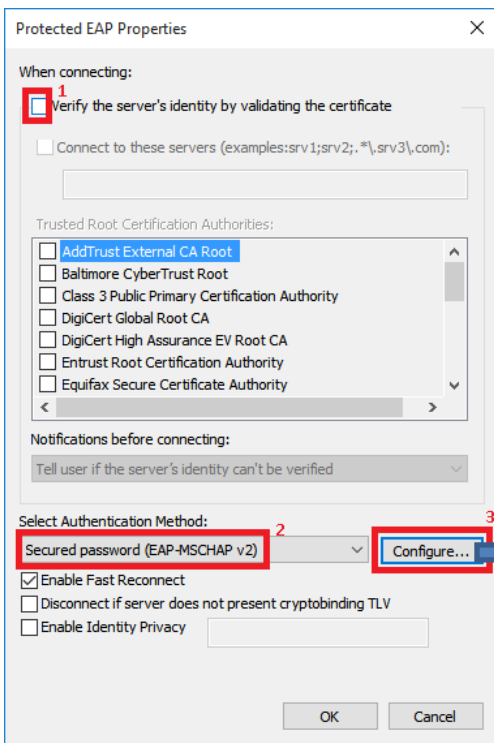 Protected EAP Properties
When connecting:
1
Verify the server's identity by validating the certificate
Connect to these servers (examples:srv1;srv2;.*\.srv3\.com):
Trusted Root Certification Authorities:
AddTrust External CA Root
Baltimore CyberTrust Root
Class 3 Public Primary Certification Authority
DigiCert Global Root CA
DigiCert High Assurance EV Root CA
Entrust Root Certification Authority
Equifax Secure Certificate Authority
Notifications before connecting:
Tell user if the server's identity can't be verified
Select Authentication Method:
2
3
Secured password (EAP-MSCHAP v2)
Configure...
Enable Fast Reconnect
Disconnect if server does not present cryptobinding TLV
Enable Identity Privacy
OK
Cancel